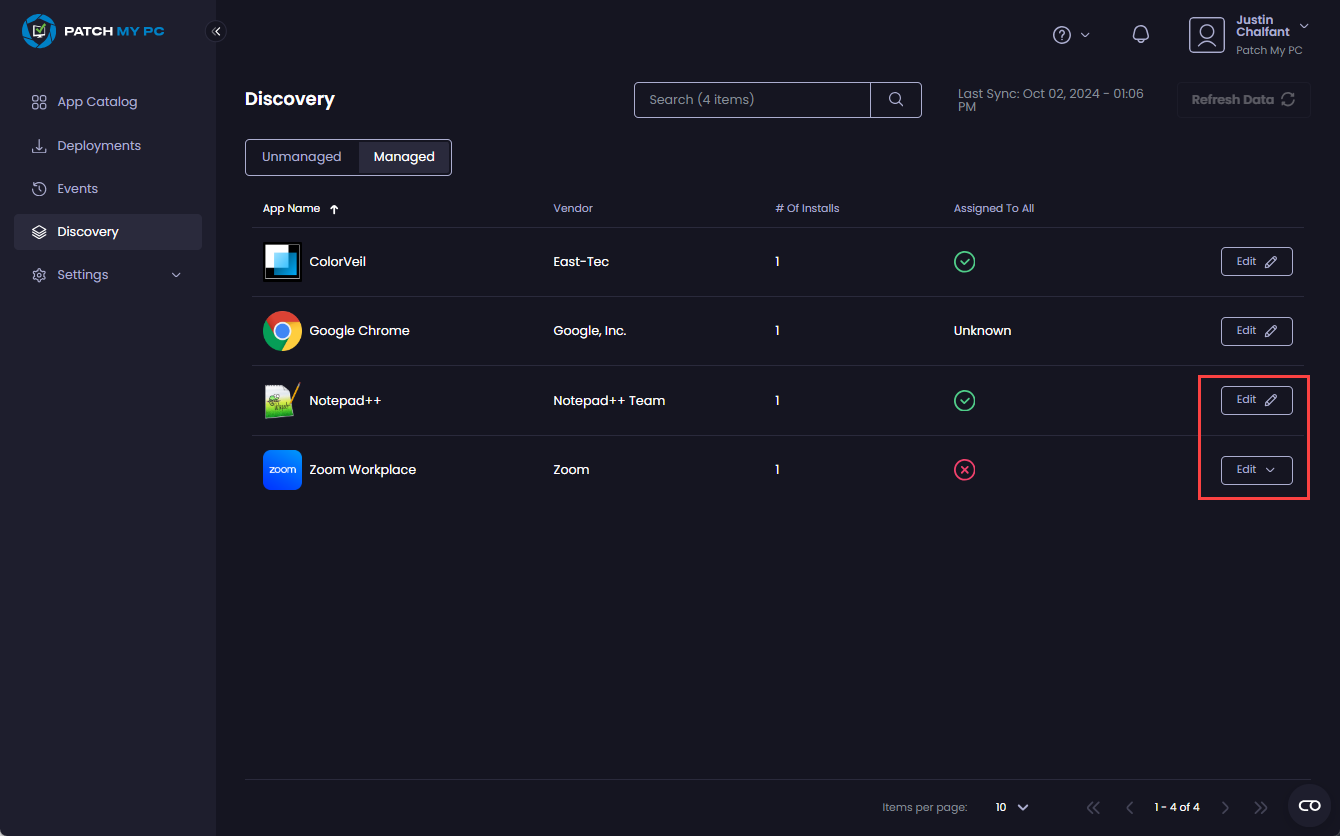 PATCH MY PC
Justin
Chalfant
Patch My PC
App Catalog
Deployments
Events
Discovery
Settings
Discovery
Search (4 items)
Last Sync: Oct 02, 2024 - 01:06
PM
Refresh Data
Unmanaged Managed
App Name Vendor # Of Installs Assigned To All
ColorVeil East-Tec 1 Edit
Google Chrome Google, Inc. 1 Unknown Edit
Notepad++ Notepad++ Team 1 Edit
zoom Zoom Workplace Zoom 1 Edit
Items per page: 10 1 - 4 of 4